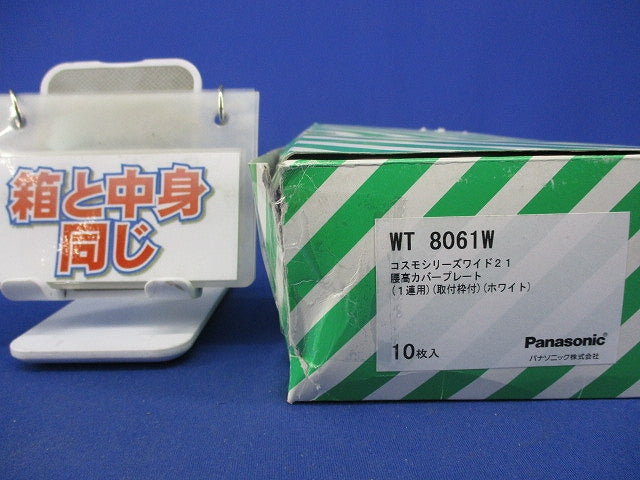 箱と中身
同じ
WT 8061W
コスモシリーズワイド21
腰高カバープレート
(1連用)(取付枠付)(ホワイト)
10枚入
Panasonic®
パナソニック株式会社